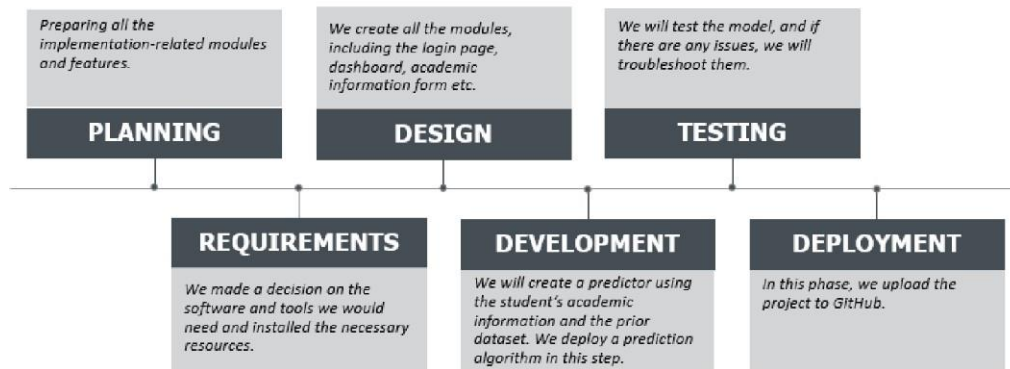 Preparing all the
implementation-related modules
and features.
PLANNING
We made a decision on the
software and tools we would
need and installed the necessary
resources.
REQUIREMENTS
We create all the modules,
including the login page,
dashboard, academic
information form etc.
DESIGN
DEVELOPMENT
We will create a predictor using
the student's academic
information and the prior
dataset. We deploy a prediction
algorithm in this step.
We will test the model, and if
there are any issues, we will
troubleshoot them.
TESTING
DEPLOYMENT
In this phase, we upload the
project to GitHub.